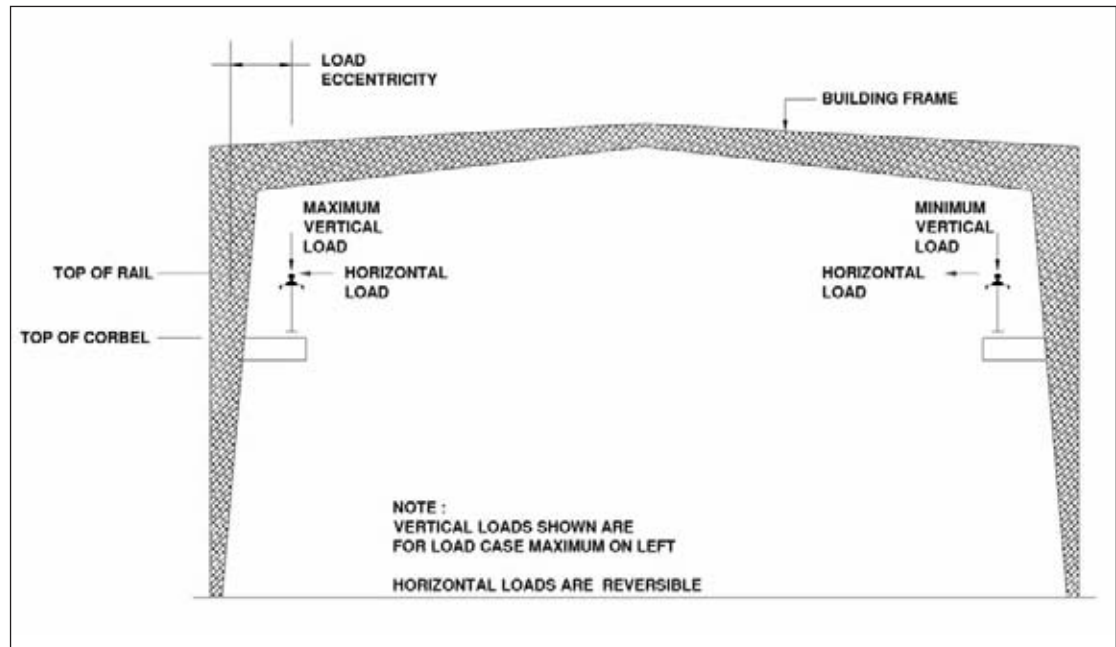 LOAD
ECCENTRICITY
BUILDING FRAME
MAXIMUM
VERTICAL
LOAD
MINIMUM
VERTICAL
LOAD
TOP OF RAIL
HORIZONTAL
LOAD
HORIZONTAL
LOAD
TOP OF CORBEL
NOTE :
VERTICAL LOADS SHOWN ARE
FOR LOAD CASE MAXIMUM ON LEFT
HORIZONTAL LOADS ARE REVERSIBLE